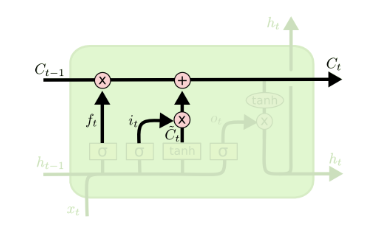 h_t
C_{t-1} x + C_t
tanh
f_t i_t x o_t x
C̃_t
σ σ tanh σ
h_{t-1} h_t
x_t